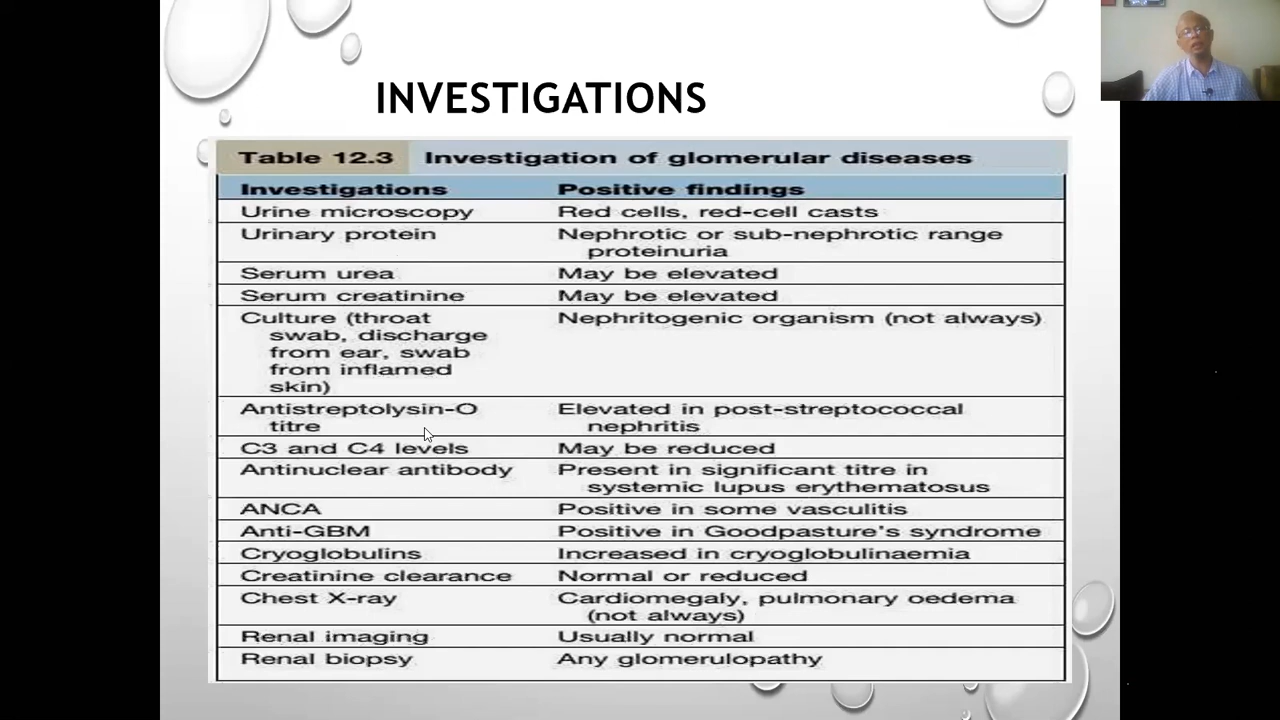 INVESTIGATIONS
Table 12.3 Investigation of glomerular diseases
Investigations Positive findings
Urine microscopy Red cells, red-cell casts
Urinary protein Nephrotic or sub-nephrotic range
proteinuria
Serum urea May be elevated
Serum creatinine May be elevated
Culture (throat Nephritogenic organism (not always)
swab, discharge
from ear, swab
from inflamed
skin)
Antistreptolysin-O Elevated in post-streptococcal
titre nephritis
C3 and C4 levels May be reduced
Antinuclear antibody Present in significant titre in
systemic lupus erythematosus
ANCA Positive in some vasculitis
Anti-GBM Positive in Goodpasture's syndrome
Cryoglobulins Increased in cryoglobulinaemia
Creatinine clearance Normal or reduced
Chest X-ray Cardiomegaly, pulmonary oedema
(not always)
Renal imaging Usually normal
Renal biopsy Any glomerulopathy